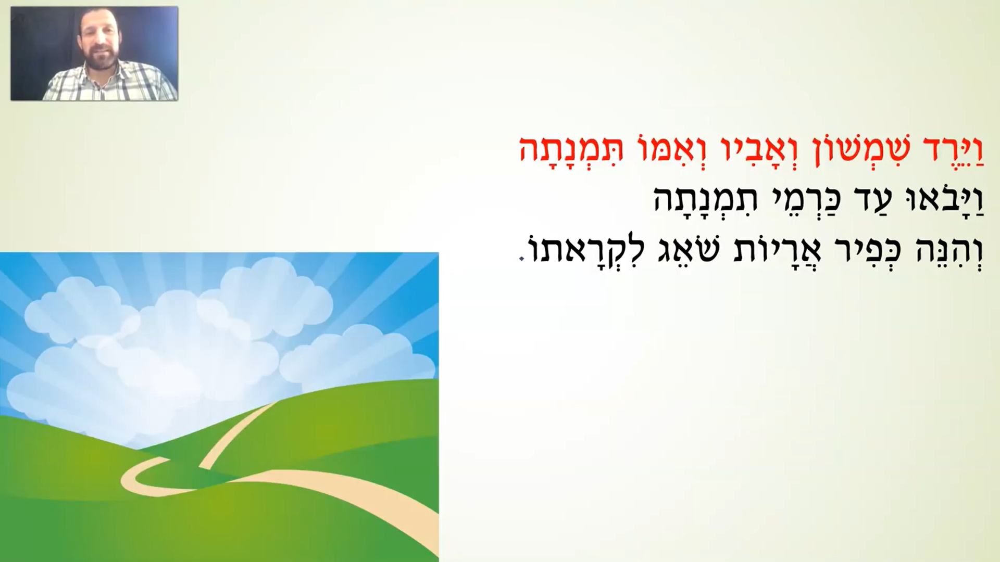 וַיֵּרֶד שִׁמְשׁוֹן וְאָבִיו וְאִמּוֹ תִּמְנָתָה
וַיָּבֹאוּ עַד כַּרְמֵי תִמְנָתָה
וְהִנֵּה כְּפִיר אֲרָיוֹת שֹׁאֵג לִקְרָאתוֹ.